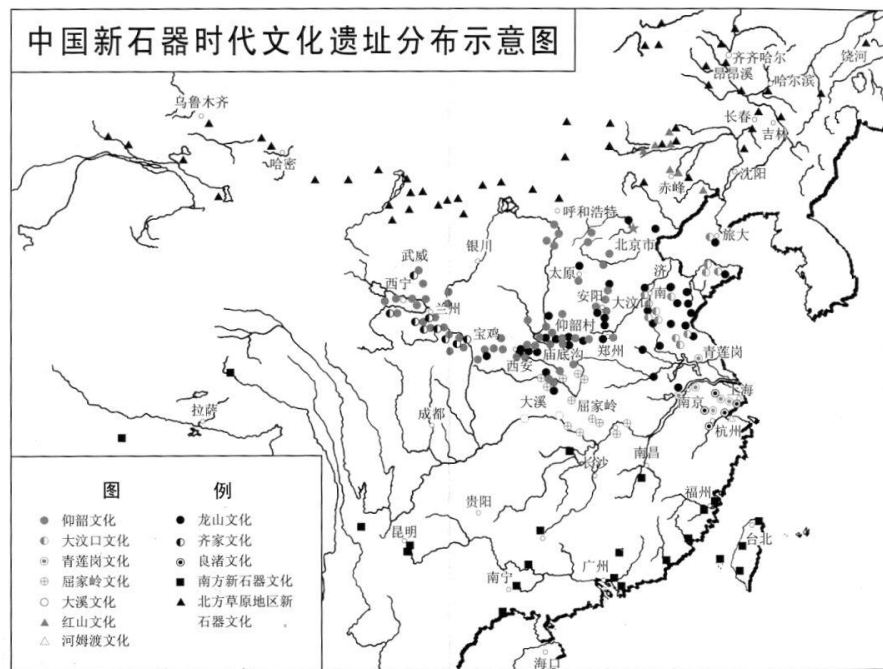 中国新石器时代文化遗址分布示意图
齐齐哈尔
昂昂溪
饶河
哈尔滨
乌鲁木齐
长春
吉林
哈密
沈阳
赤峰
呼和浩特
旅大
北京市
银川
武威
太原
济南
西宁
安阳
大汶口
兰州
仰韶村
宝鸡
郑州
庙底沟
青莲岗
西安
上海
南京
大溪
屈家岭
拉萨
成都
杭州
长沙
南昌
福州
贵阳
昆明
台北
广州
南宁
海口
图 例
仰韶文化
大汶口文化
青莲岗文化
屈家岭文化
大溪文化
红山文化
河姆渡文化
龙山文化
齐家文化
良渚文化
南方新石器文化
北方草原地区新
石器文化